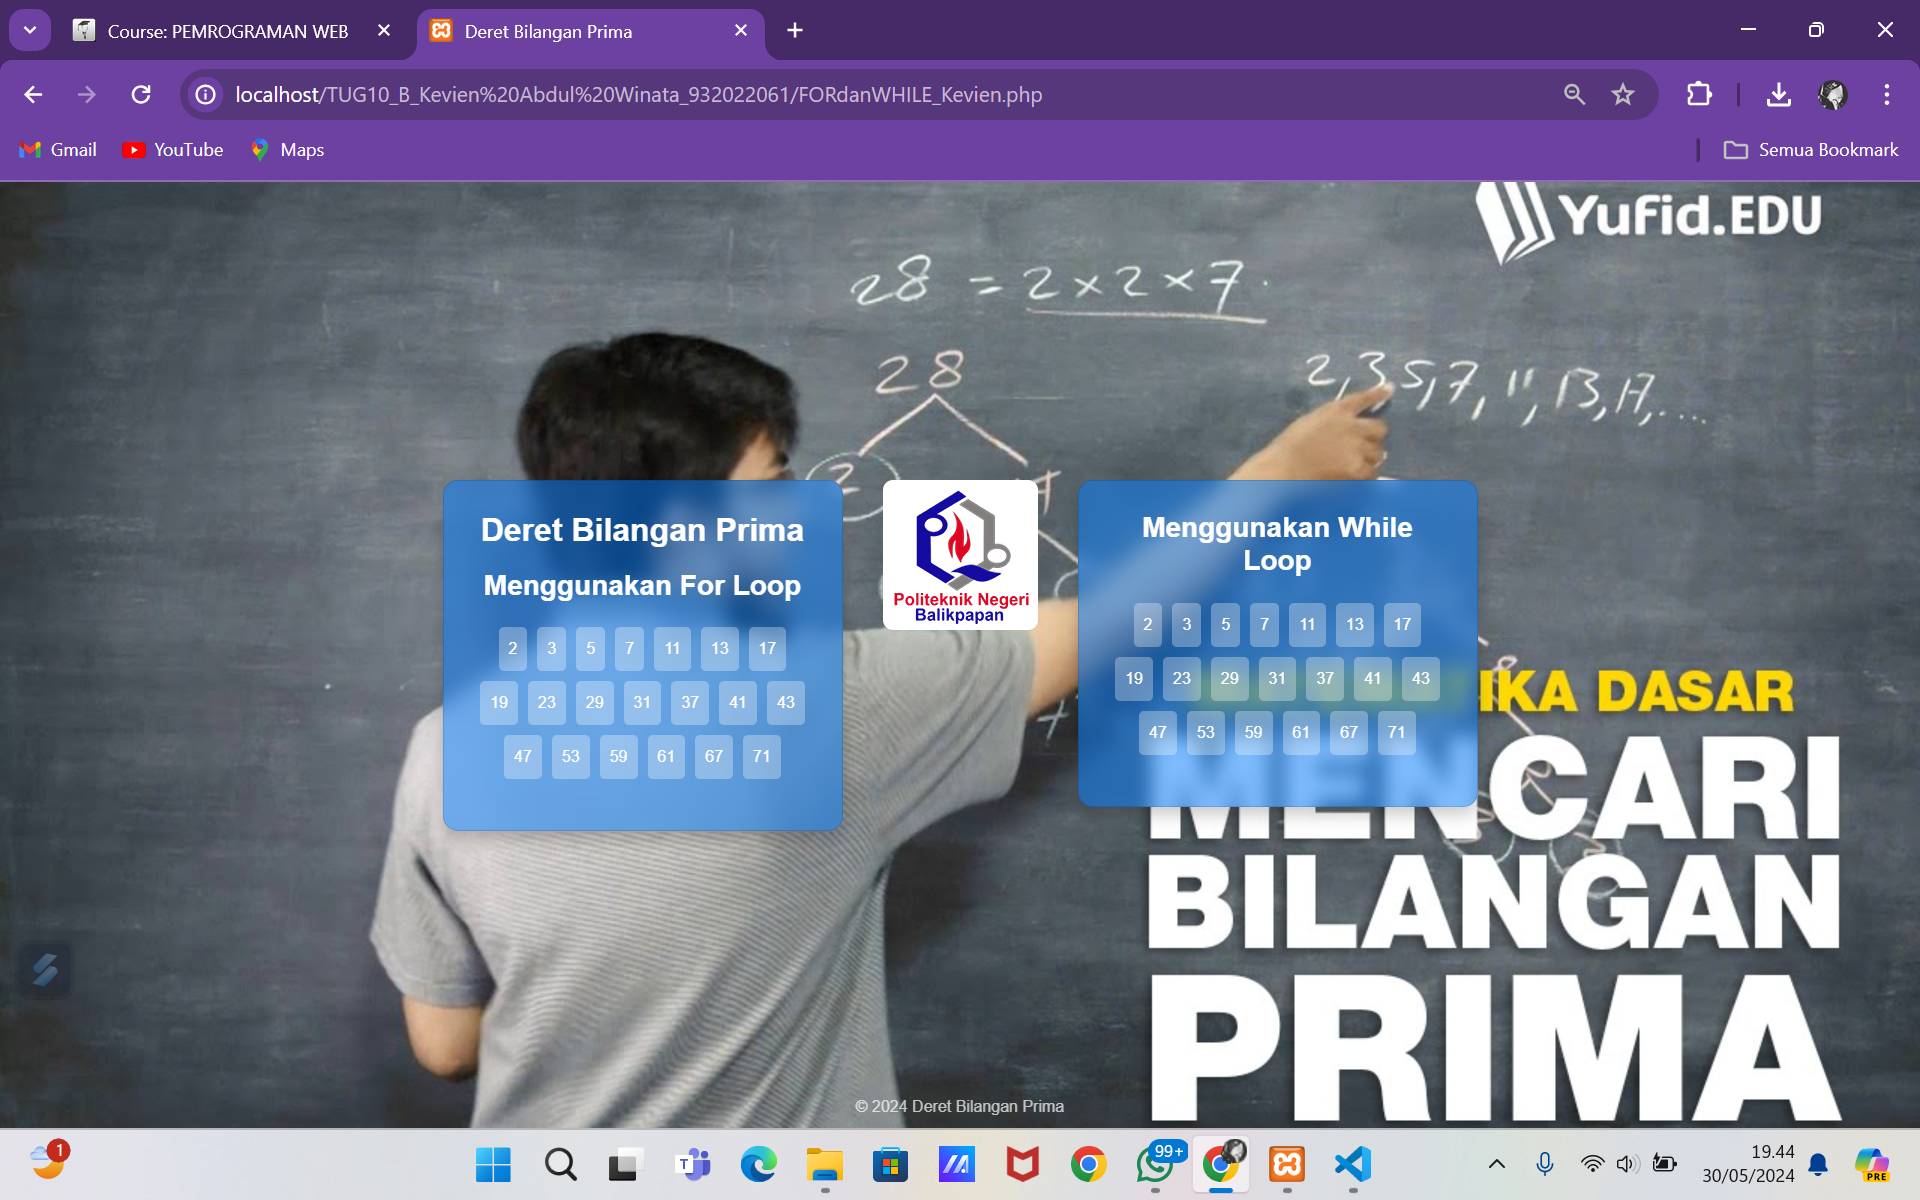 Course: PEMROGRAMAN WEB
Deret Bilangan Prima
localhost/TUG10_B_Kevien%20Abdul%20Winata_932022061/FORdanWHILE_Kevien.php
Gmail
YouTube
Maps
Semua Bookmark
Yufid.EDU
28 = 2 × 2 × 7.
28
2, 3, 5, 7, 11, 13, 17, ...
2
Deret Bilangan Prima
Menggunakan For Loop
2 3 5 7 11 13 17
19 23 29 31 37 41 43
47 53 59 61 67 71
Politeknik Negeri
Balikpapan
Menggunakan While
Loop
2 3 5 7 11 13 17
19 23 29 31 37 41 43
47 53 59 61 67 71
IKA DASAR
MENCARI
BILANGAN
PRIMA
© 2024 Deret Bilangan Prima
1
99+
PRE
19.44
30/05/2024